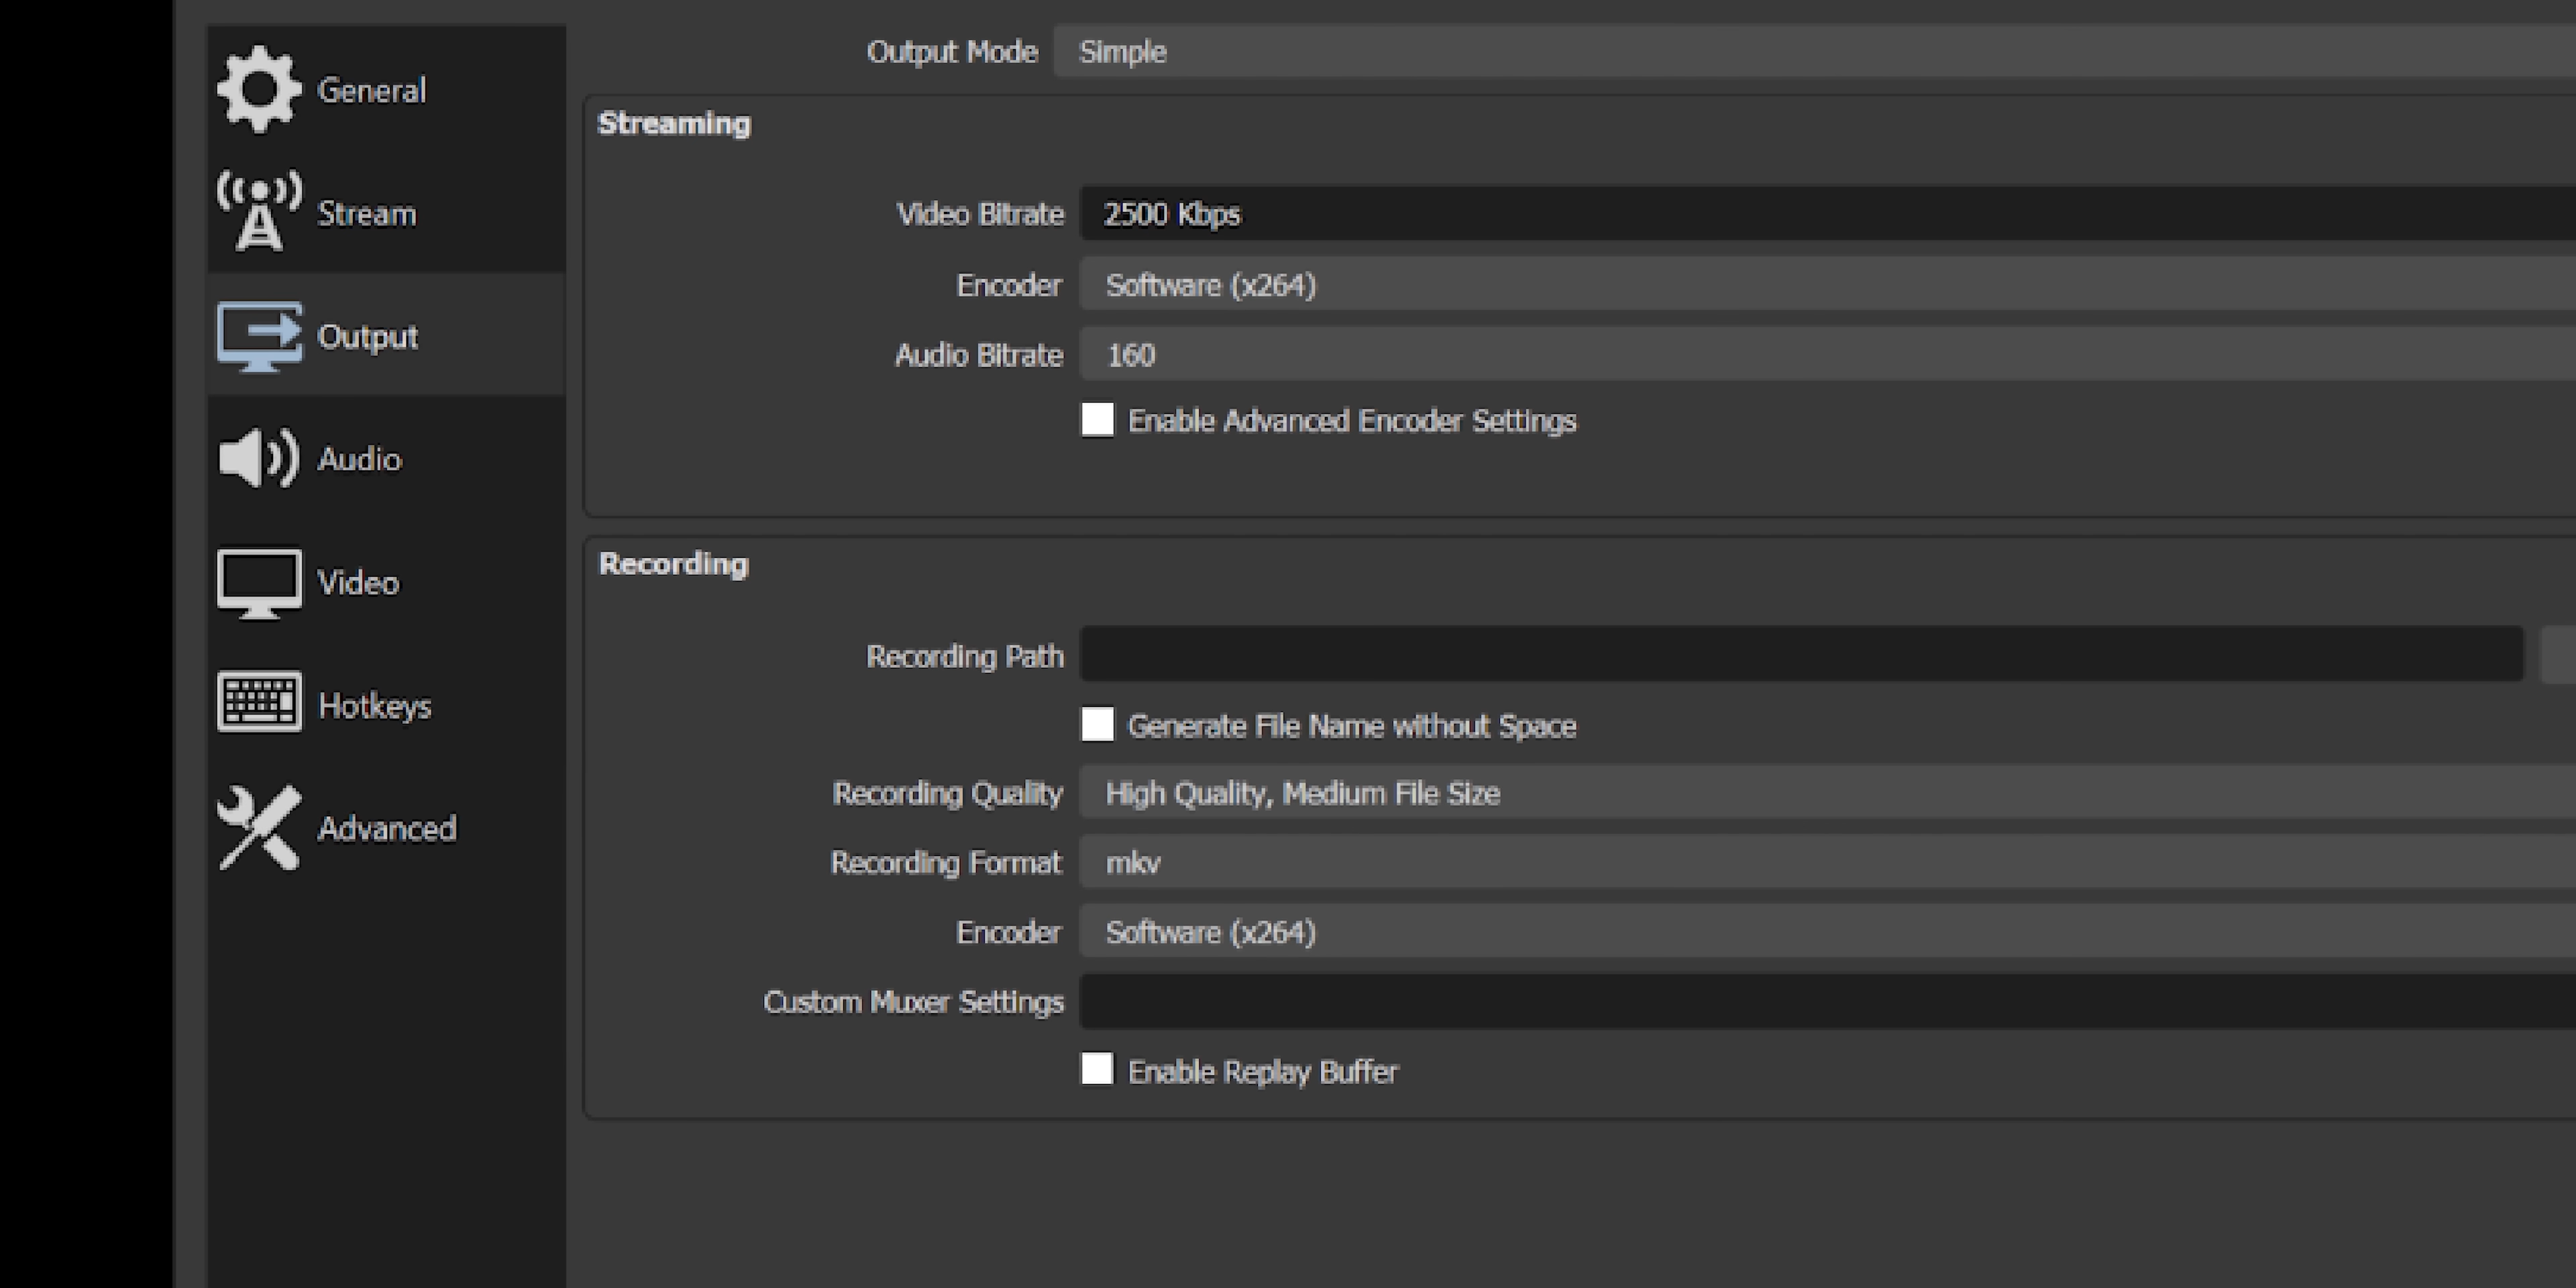 General
Stream
Output
Audio
Video
Hotkeys
Advanced
Output Mode Simple
Streaming
Video Bitrate 2500 Kbps
Encoder Software (x264)
Audio Bitrate 160
Enable Advanced Encoder Settings
Recording
Recording Path
Generate File Name without Space
Recording Quality High Quality, Medium File Size
Recording Format mkv
Encoder Software (x264)
Custom Muxer Settings
Enable Replay Buffer